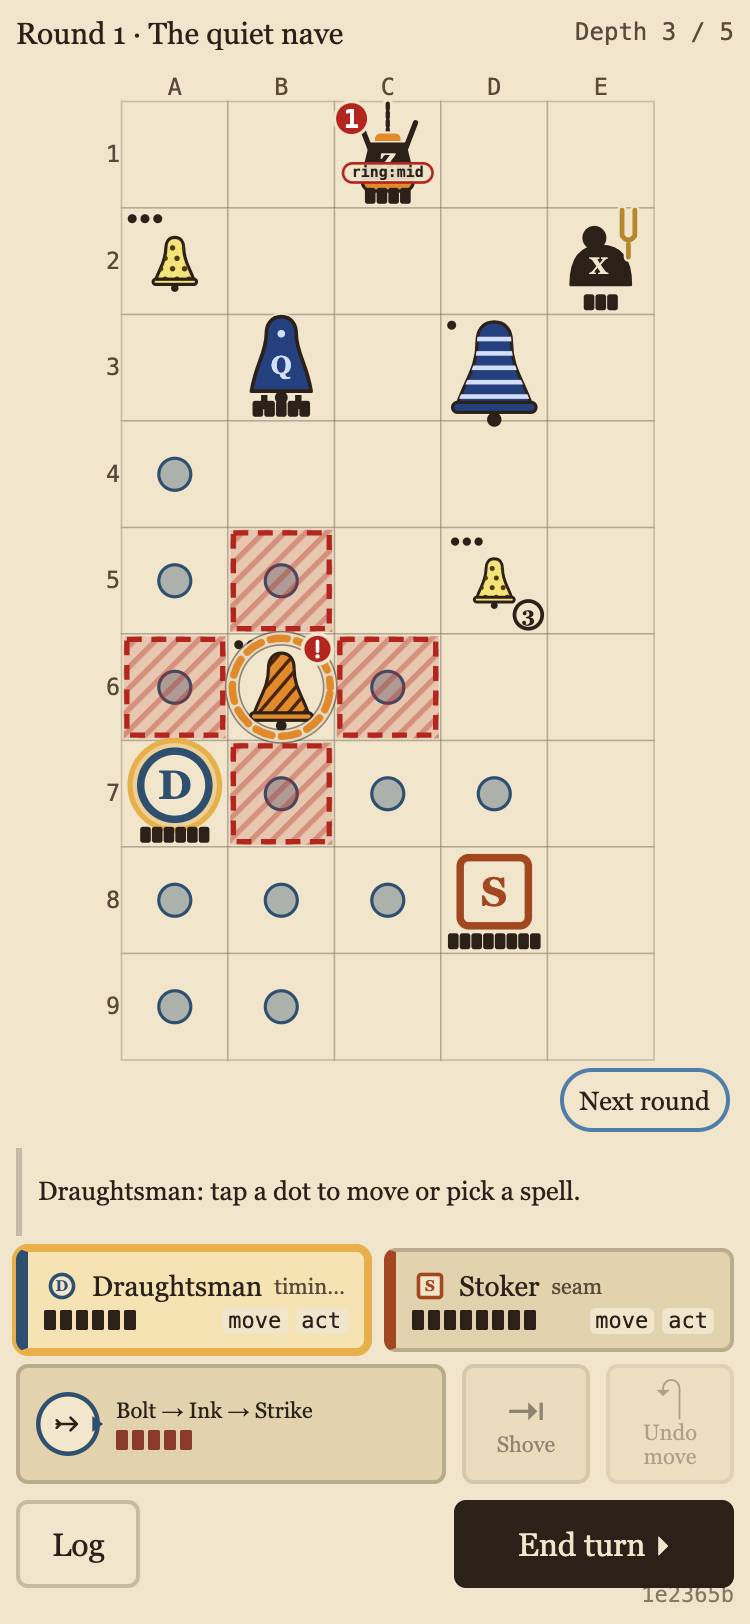 Round 1 · The quiet nave
Depth 3 / 5
A B C D E
1
1
ring:mid
2
X
3
Q
4
5
3
6
!
7
D
8
S
9
Next round
Draughtsman: tap a dot to move or pick a spell.
D Draughtsman timin...
move act
S Stoker seam
move act
Bolt → Ink → Strike
Shove
Undo
move
Log
End turn
1e2365b